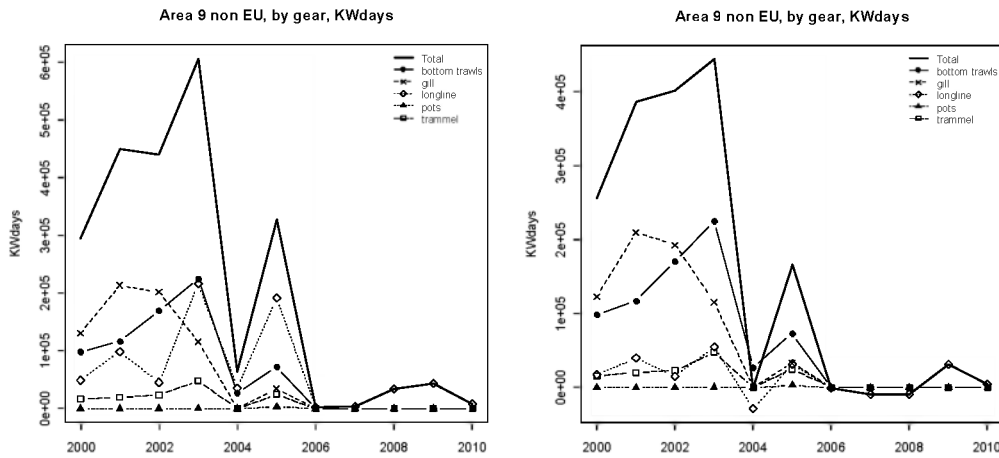 Area 9 non EU, by gear, KWdays
Total
bottom trawls
gill
longline
pots
trammel
KWdays
6e+05
5e+05
4e+05
3e+05
2e+05
1e+05
0e+00
2000 2002 2004 2006 2008 2010
Area 9 non EU, by gear, KWdays
Total
bottom trawls
gill
longline
pots
trammel
KWdays
4e+05
3e+05
2e+05
1e+05
0e+00
2000 2002 2004 2006 2008 2010